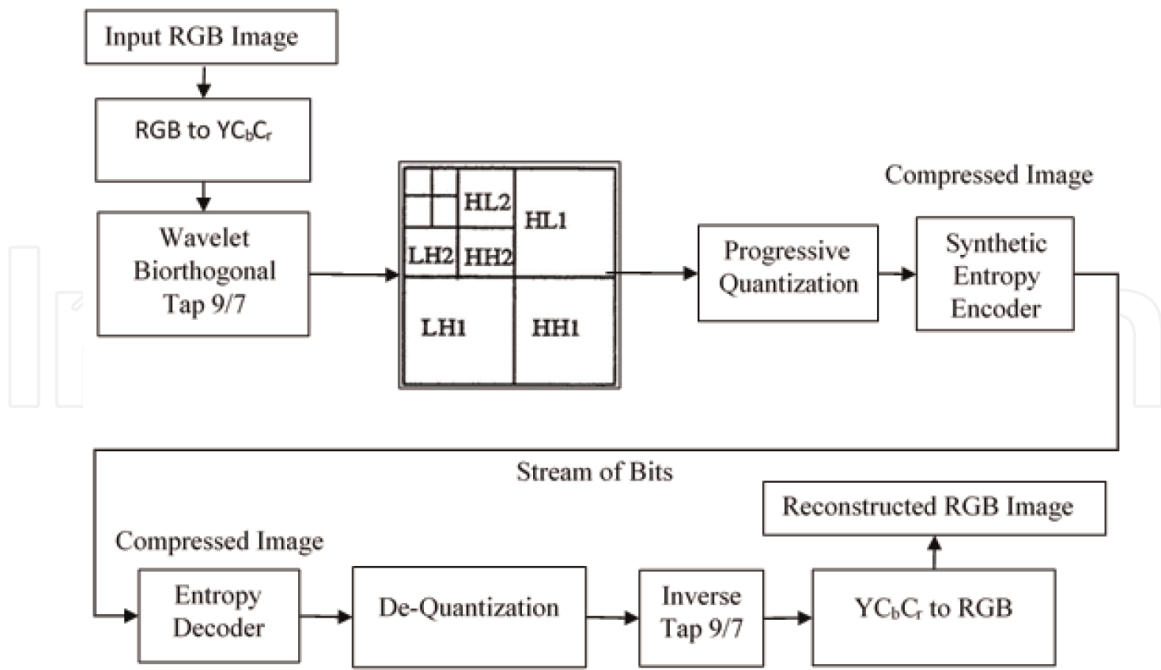 Input RGB Image
RGB to YCbCr
Wavelet
Biorthogonal
Tap 9/7
HL2
HL1
LH2
HH2
LH1
HH1
Progressive
Quantization
Compressed Image
Synthetic
Entropy
Encoder
Stream of Bits
Compressed Image
Entropy
Decoder
De-Quantization
Inverse
Tap 9/7
YCbCr to RGB
Reconstructed RGB Image